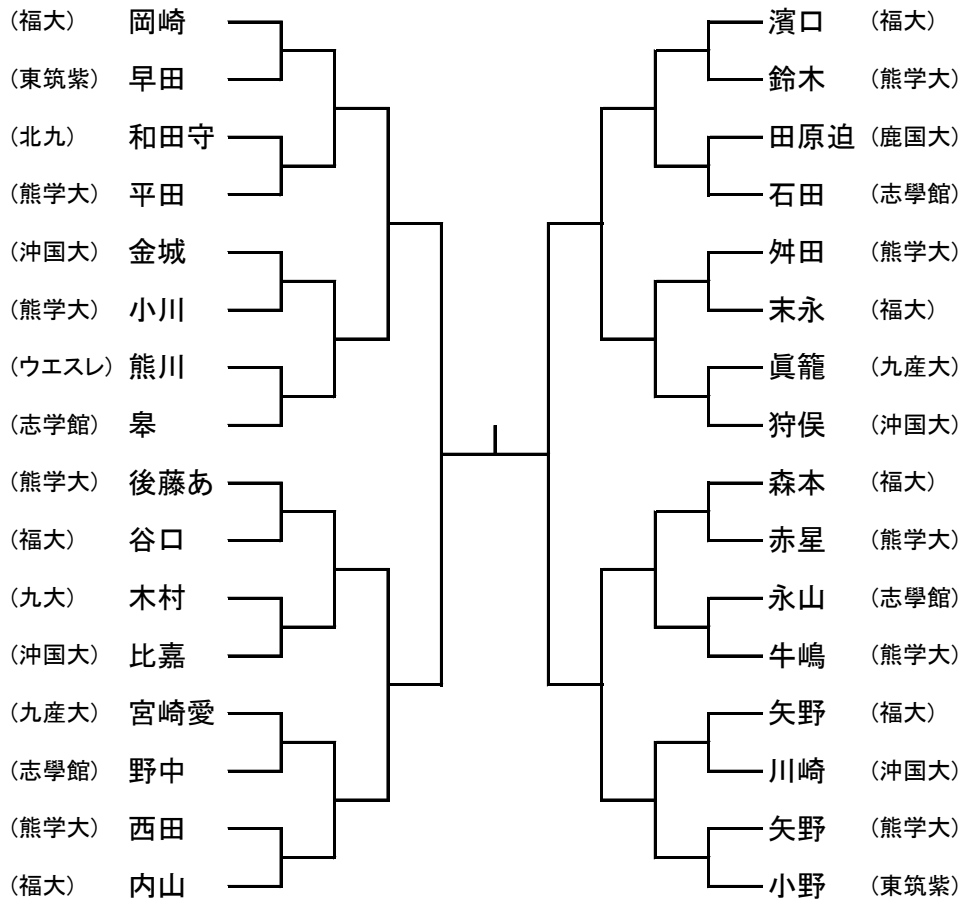 (福大) 岡崎 濱口 (福大)
(東筑紫) 早田 鈴木 (熊学大)
(北九) 和田守 田原迫 (鹿国大)
(熊学大) 平田 石田 (志學館)
(沖国大) 金城 舛田 (熊学大)
(熊学大) 小川 末永 (福大)
(ウエスレ) 熊川 眞籠 (九産大)
(志学館) 皋 狩俣 (沖国大)
(熊学大) 後藤あ 森本 (福大)
(福大) 谷口 赤星 (熊学大)
(九大) 木村 永山 (志學館)
(沖国大) 比嘉 牛嶋 (熊学大)
(九産大) 宮崎愛 矢野 (福大)
(志學館) 野中 川崎 (沖国大)
(熊学大) 西田 矢野 (熊学大)
(福大) 内山 小野 (東筑紫)